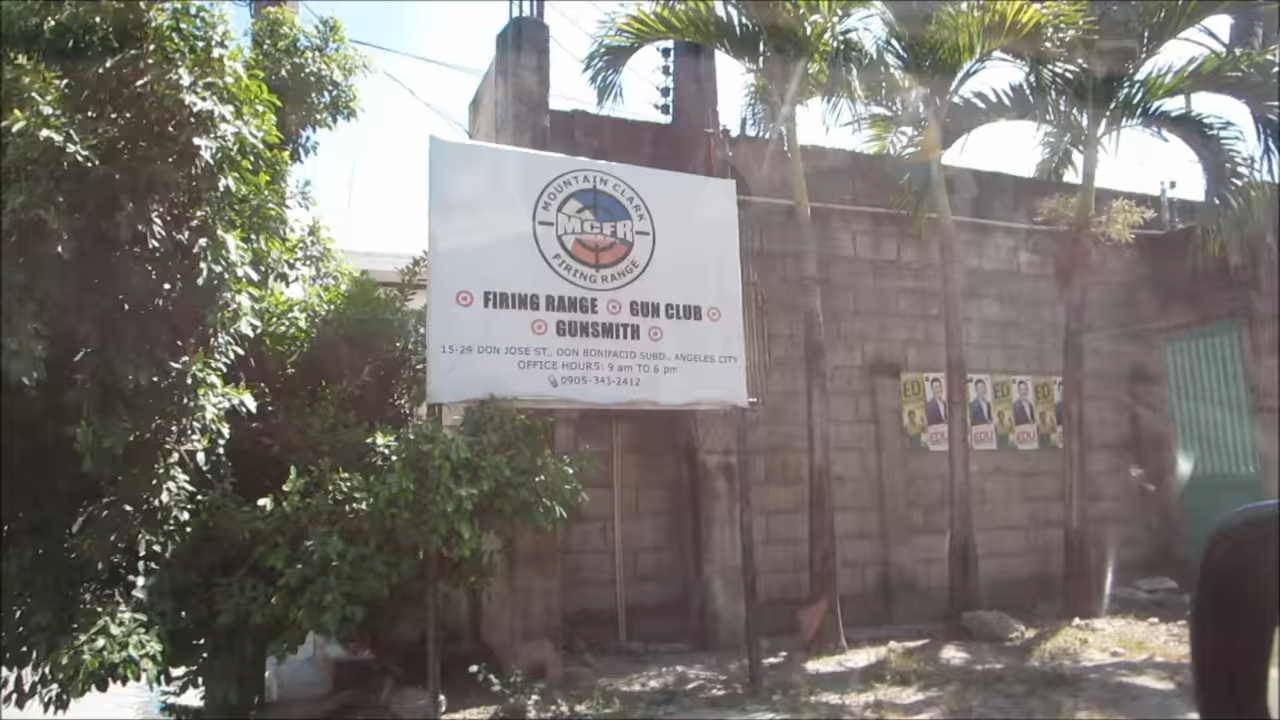 MOUNTAIN CLARK
MCFR
FIRING RANGE
FIRING RANGE GUN CLUB
GUNSMITH
15-29 DON JOSE ST., DON BONIFACIO SUBD., ANGELES CITY
OFFICE HOURS: 9 am TO 6 pm
0905-343-2412
ED ED ED
EDU EDU EDU